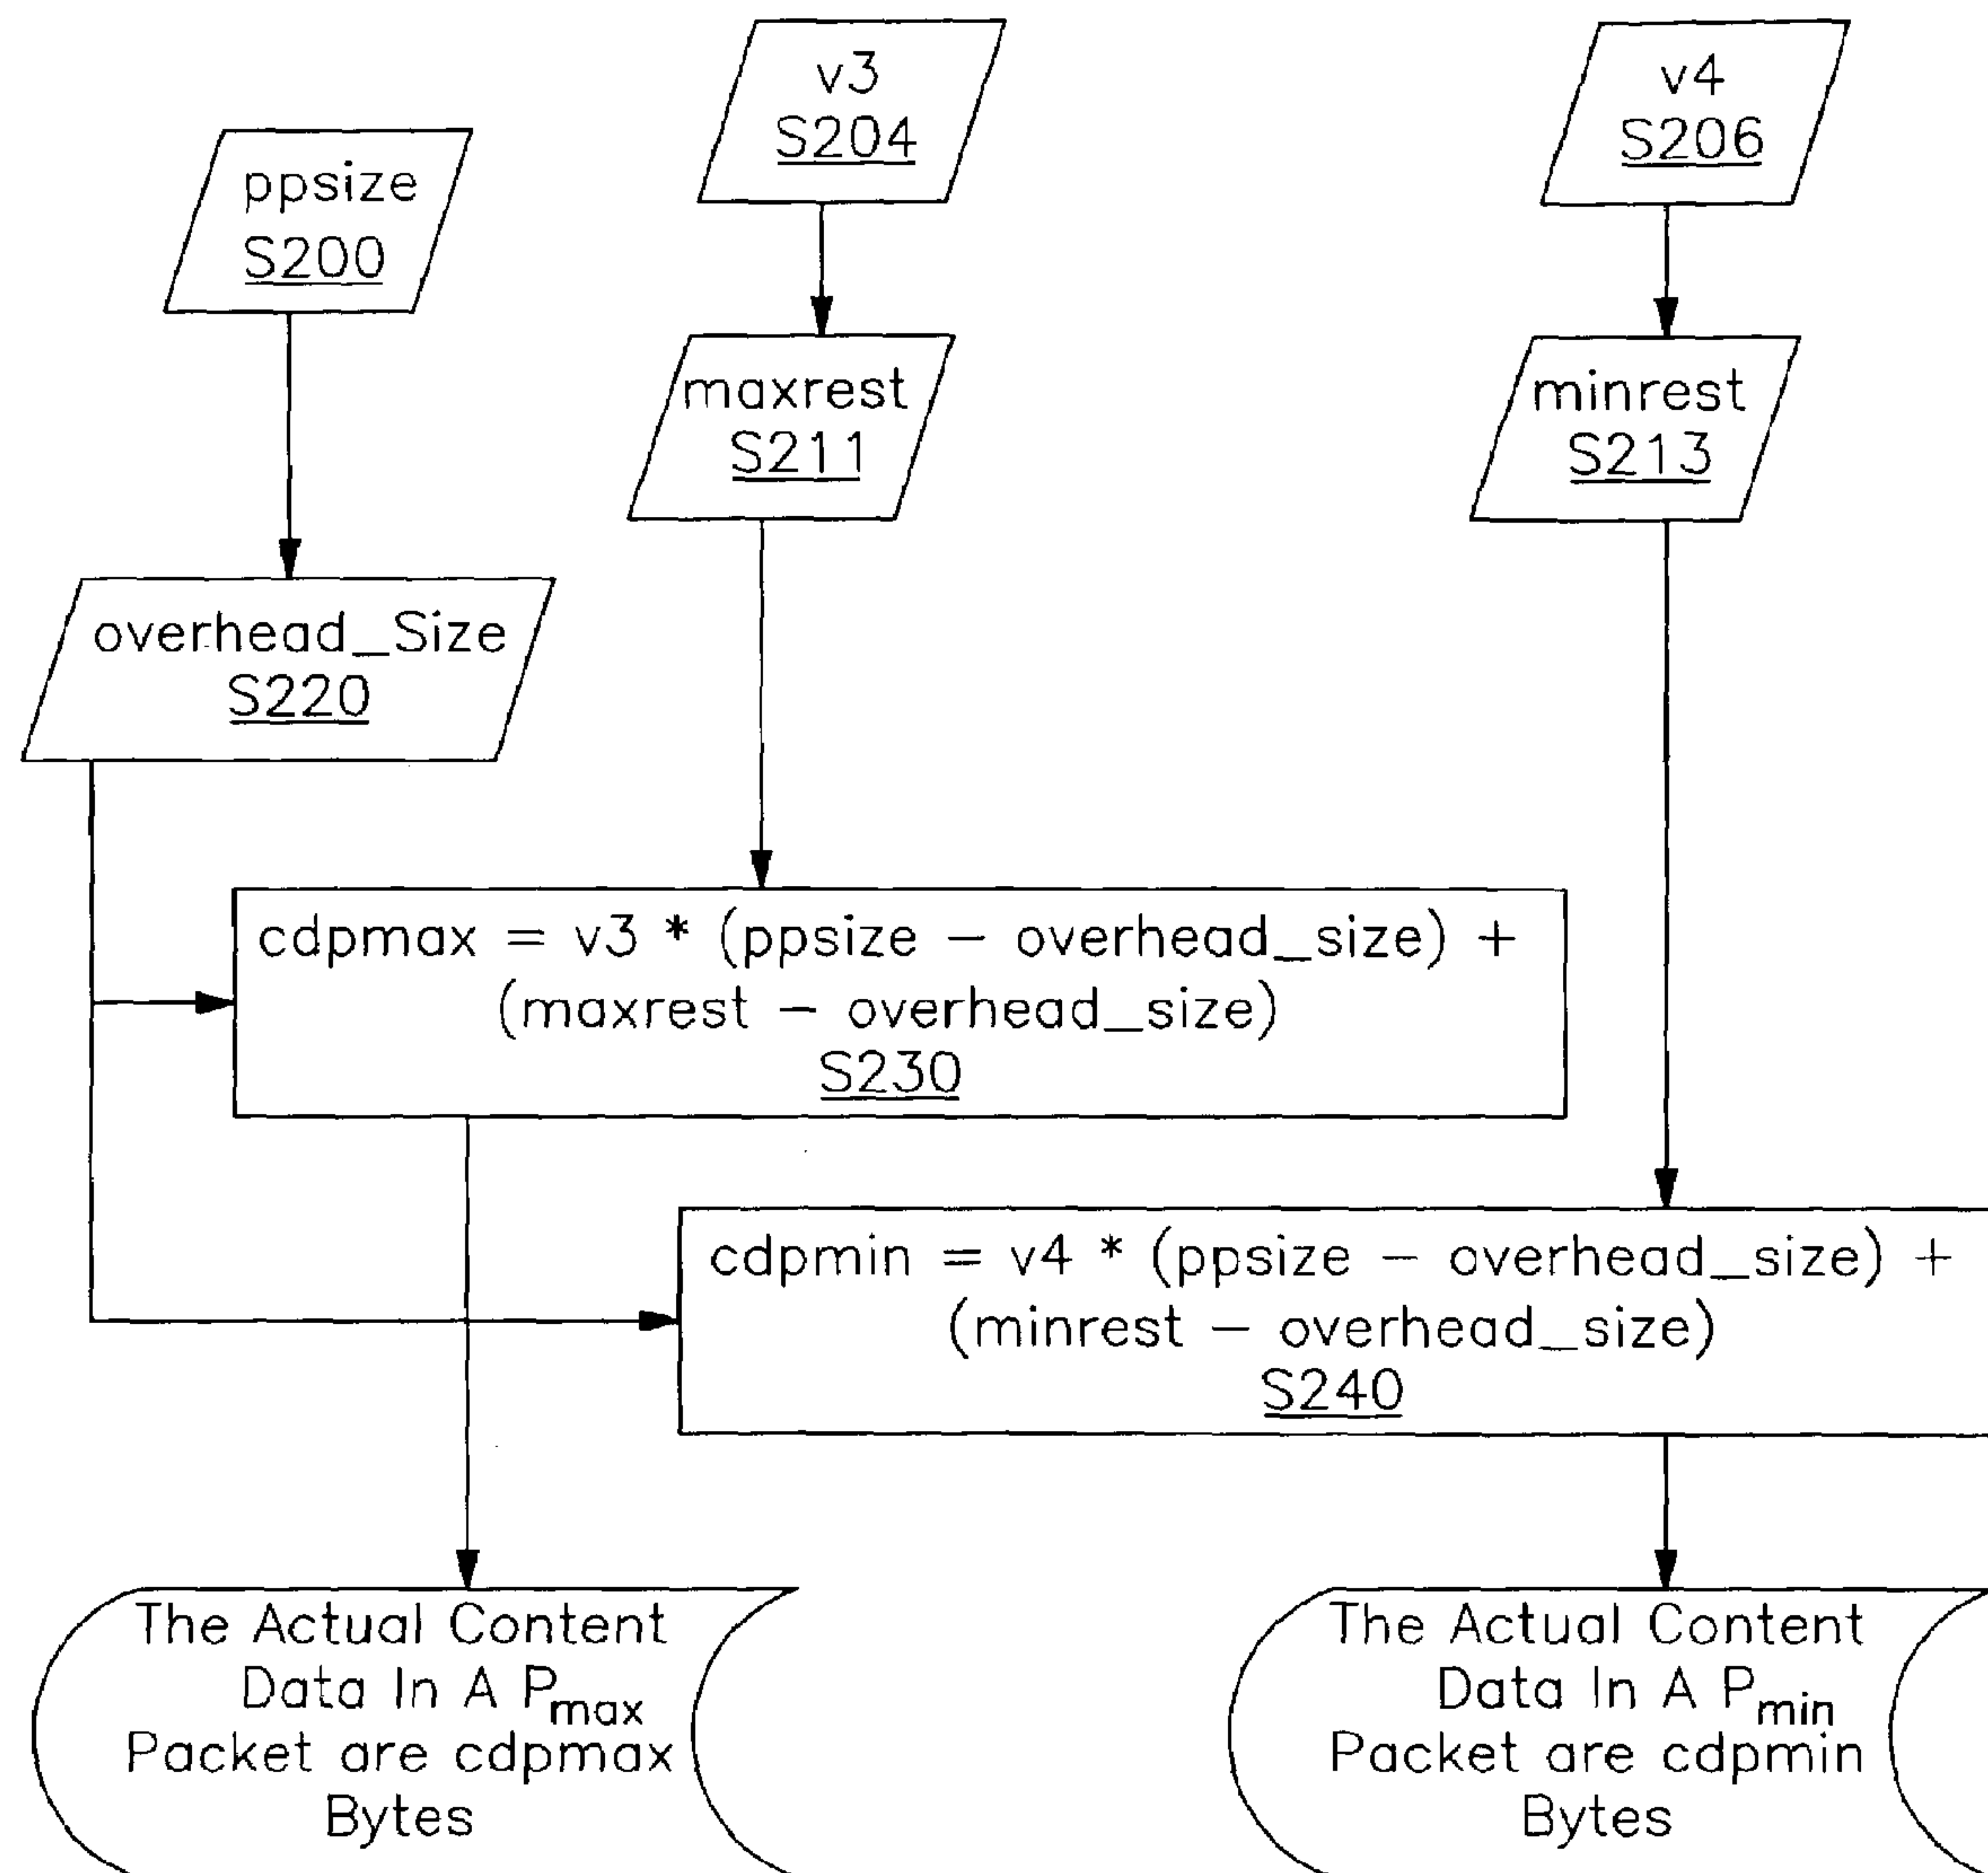 v3
S204
v4
S206
ppsize
S200
maxrest
S211
minrest
S213
overhead_Size
S220
cdpmax = v3 * (ppsize – overhead_size) +
(maxrest – overhead_size)
S230
cdpmin = v4 * (ppsize – overhead_size) +
(minrest – overhead_size)
S240
The Actual Content
Data In A Pmax
Packet are cdpmax
Bytes
The Actual Content
Data In A Pmin
Packet are cdpmin
Bytes